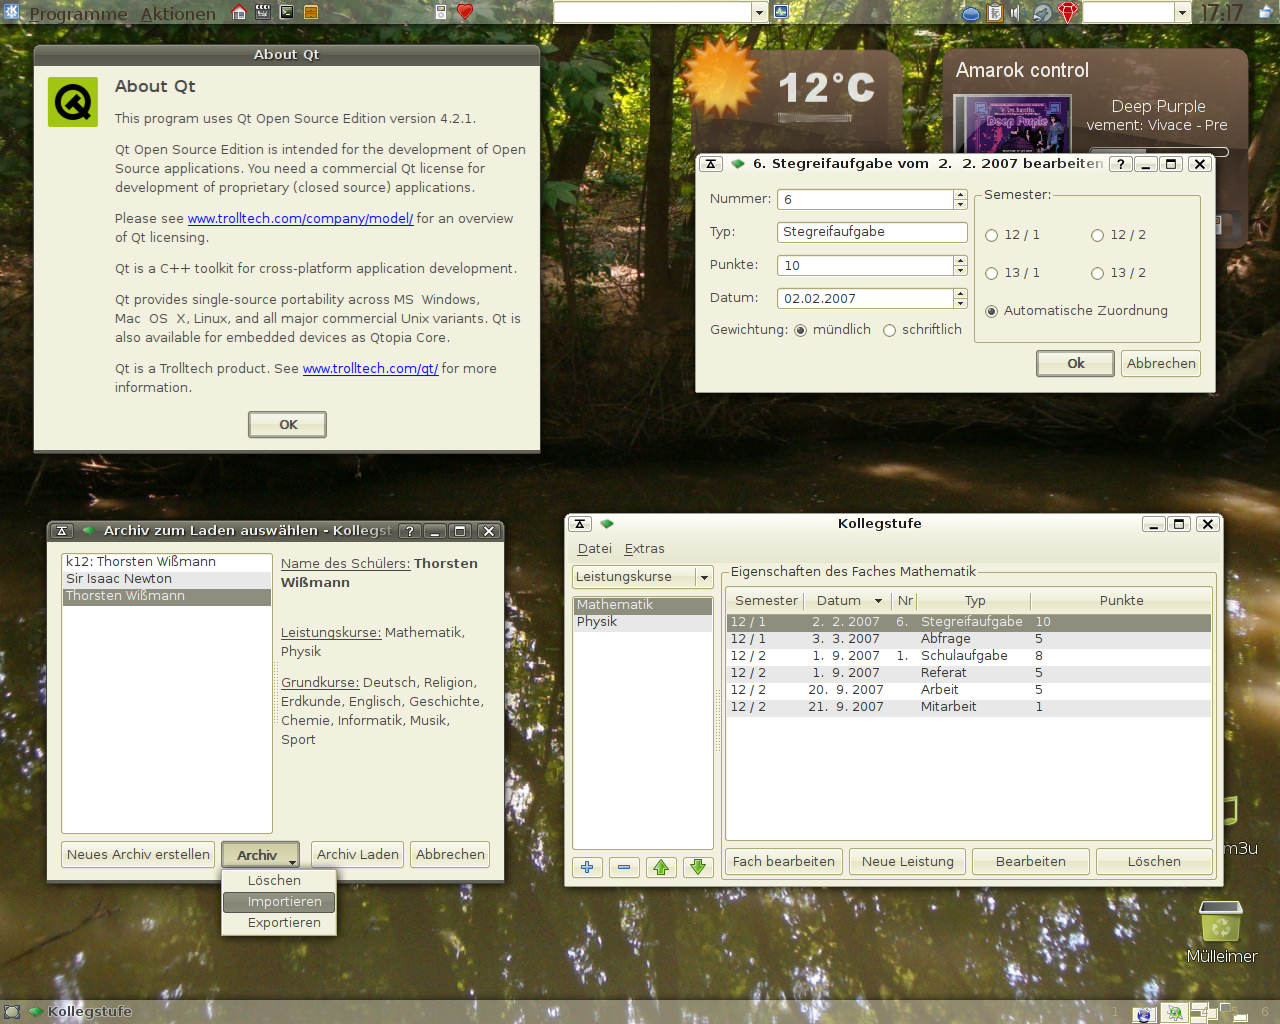 Programme Aktionen
17:17
About Qt
About Qt
This program uses Qt Open Source Edition version 4.2.1.
Qt Open Source Edition is intended for the development of Open
Source applications. You need a commercial Qt license for
development of proprietary (closed source) applications.
Please see www.trolltech.com/company/model/ for an overview
of Qt licensing.
Qt is a C++ toolkit for cross-platform application development.
Qt provides single-source portability across MS Windows,
Mac OS X, Linux, and all major commercial Unix variants. Qt is
also available for embedded devices as Qtopia Core.
Qt is a Trolltech product. See www.trolltech.com/qt/ for more
information.
OK
12°C
Amarok control
Deep Purple
vement: Vivace - Pre
Deep Purple
6. Stegreifaufgabe vom 2. 2. 2007 bearbeiten
?
Nummer: 6
Typ: Stegreifaufgabe
Punkte: 10
Datum: 02.02.2007
Gewichtung: mündlich schriftlich
Semester:
12 / 1 12 / 2
13 / 1 13 / 2
Automatische Zuordnung
Ok Abbrechen
Archiv zum Laden auswählen - Kollegst
?
k12: Thorsten Wißmann
Sir Isaac Newton
Thorsten Wißmann
Name des Schülers: Thorsten
Wißmann
Leistungskurse: Mathematik,
Physik
Grundkurse: Deutsch, Religion,
Erdkunde, Englisch, Geschichte,
Chemie, Informatik, Musik,
Sport
Neues Archiv erstellen Archiv Archiv Laden Abbrechen
Löschen
Importieren
Exportieren
Kollegstufe
Datei Extras
Leistungskurse
Mathematik
Physik
Eigenschaften des Faches Mathematik
Semester Datum Nr Typ Punkte
12 / 1 2. 2. 2007 6. Stegreifaufgabe 10
12 / 1 3. 3. 2007 Abfrage 5
12 / 2 1. 9. 2007 1. Schulaufgabe 8
12 / 2 1. 9. 2007 Referat 5
12 / 2 20. 9. 2007 Arbeit 5
12 / 2 21. 9. 2007 Mitarbeit 1
Fach bearbeiten Neue Leistung Bearbeiten Löschen
m3u
Mülleimer
Kollegstufe
1 6